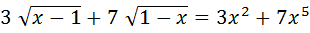 3 √(x − 1) + 7 √(1 − x) = 3x² + 7x⁵